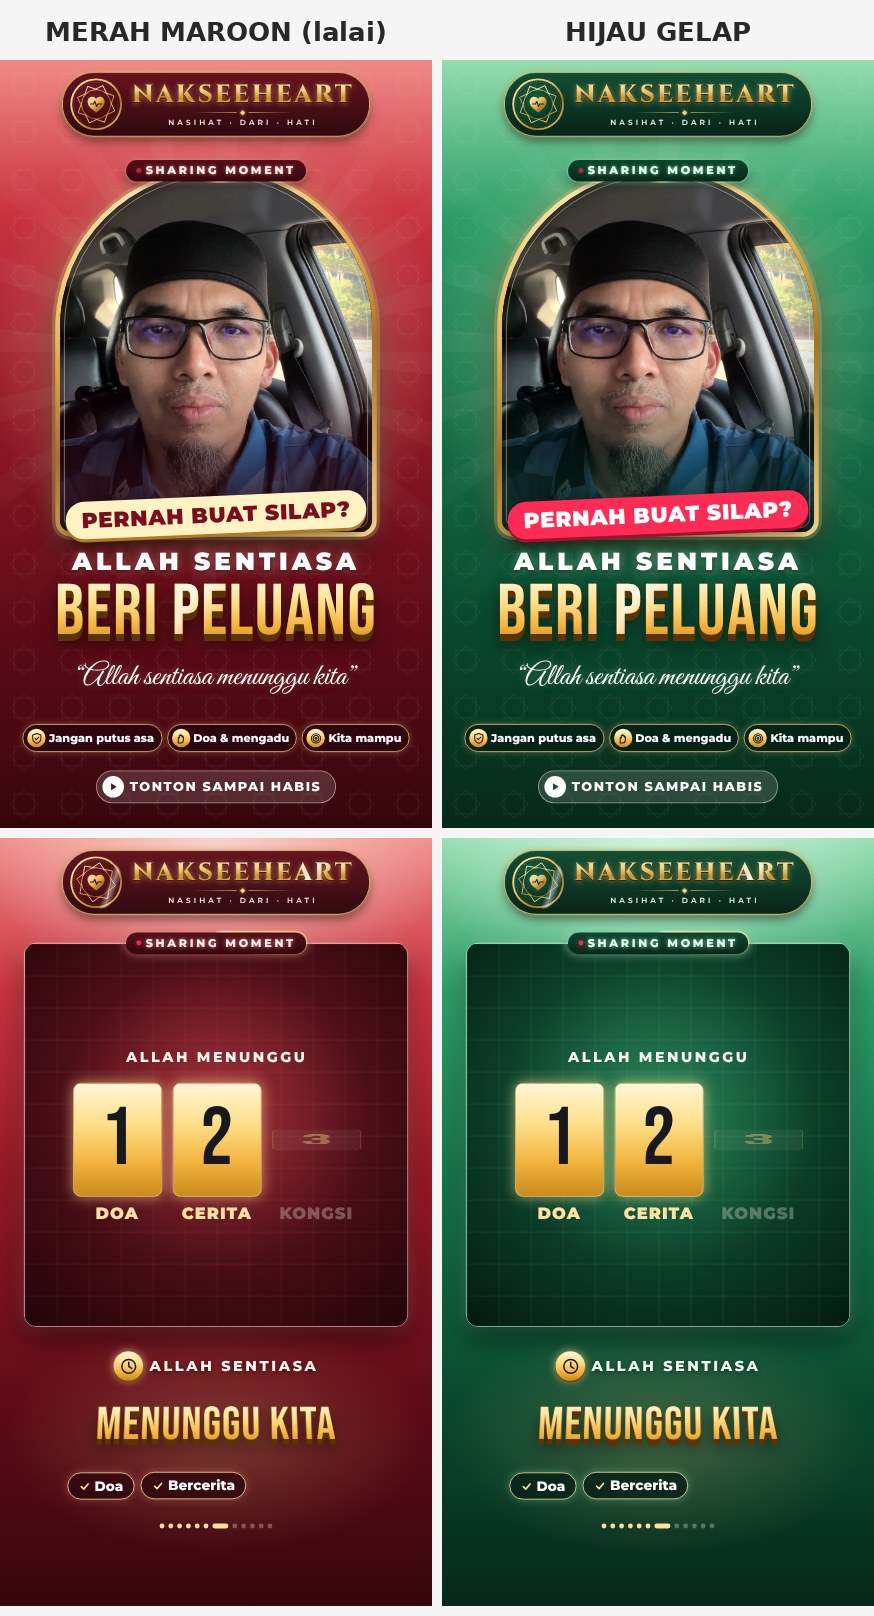 MERAH MAROON (lalai)
HIJAU GELAP
NAKSEEHEART
NASIHAT · DARI · HATI
SHARING MOMENT
PERNAH BUAT SILAP?
ALLAH SENTIASA
BERI PELUANG
“Allah sentiasa menunggu kita”
Jangan putus asa
Doa & mengadu
Kita mampu
TONTON SAMPAI HABIS
NAKSEEHEART
NASIHAT · DARI · HATI
SHARING MOMENT
PERNAH BUAT SILAP?
ALLAH SENTIASA
BERI PELUANG
“Allah sentiasa menunggu kita”
Jangan putus asa
Doa & mengadu
Kita mampu
TONTON SAMPAI HABIS
NAKSEEHEART
NASIHAT · DARI · HATI
SHARING MOMENT
ALLAH MENUNGGU
1 2 3
DOA CERITA KONGSI
ALLAH SENTIASA
MENUNGGU KITA
Doa
Bercerita
NAKSEEHEART
NASIHAT · DARI · HATI
SHARING MOMENT
ALLAH MENUNGGU
1 2 3
DOA CERITA KONGSI
ALLAH SENTIASA
MENUNGGU KITA
Doa
Bercerita